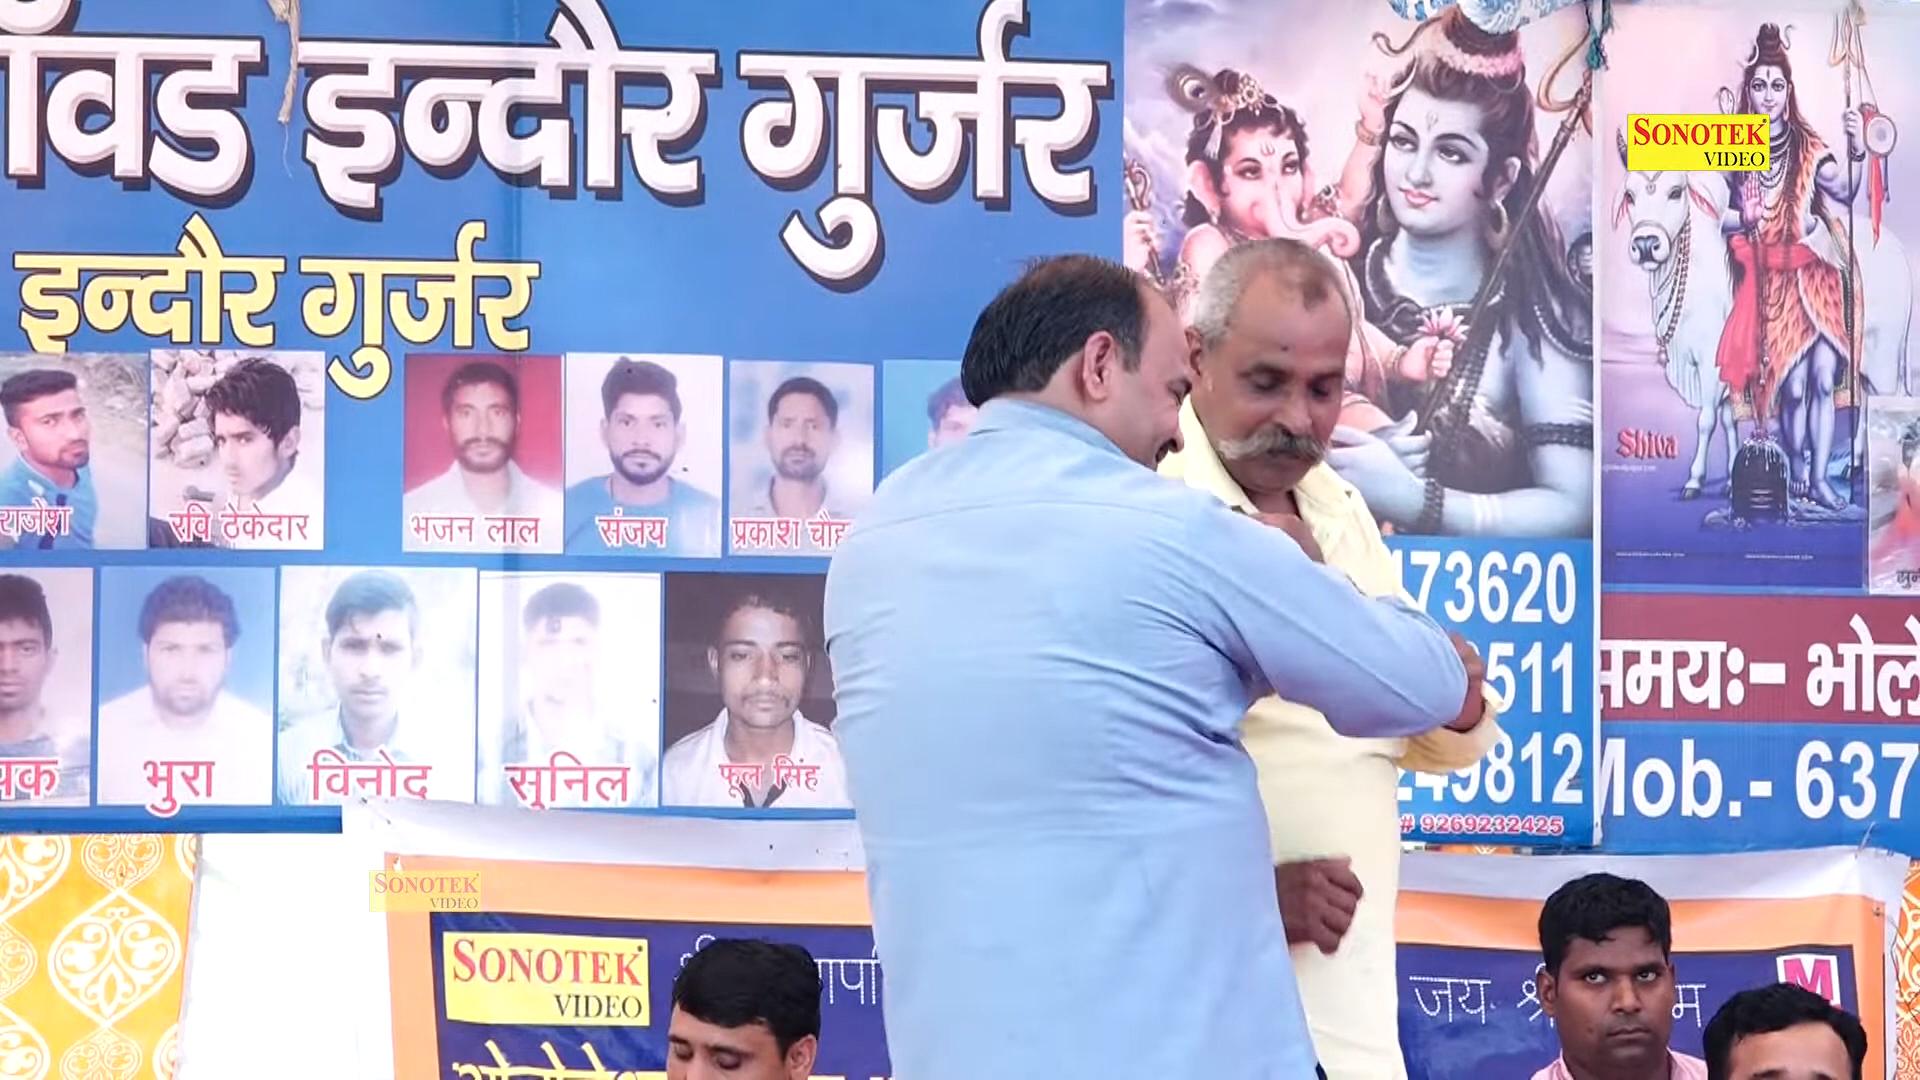 इन्दौर गुर्जर
इन्दौर गुर्जर
SONOTEK
VIDEO
Shiva
राजेश
रवि ठेकेदार
भजन लाल
संजय
प्रकाश
भुरा
विनोद
सुनिल
फूल सिंह
173620
511
9812
# 9269232425
समयः- भोले
Mob.- 637
SONOTEK
VIDEO
SONOTEK
VIDEO
जय
M